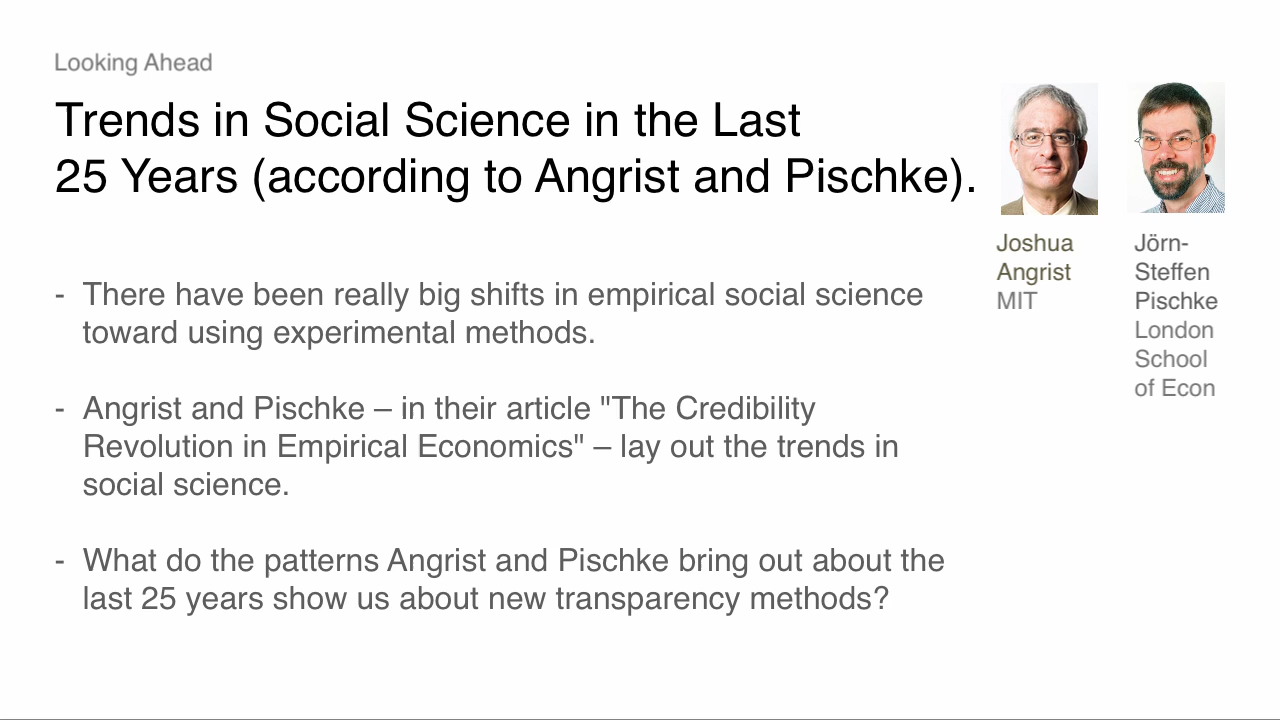 Looking Ahead
Trends in Social Science in the Last
25 Years (according to Angrist and Pischke).
- There have been really big shifts in empirical social science
toward using experimental methods.
- Angrist and Pischke – in their article "The Credibility
Revolution in Empirical Economics" – lay out the trends in
social science.
- What do the patterns Angrist and Pischke bring out about the
last 25 years show us about new transparency methods?
Joshua
Angrist
MIT
Jörn-
Steffen
Pischke
London
School
of Econ